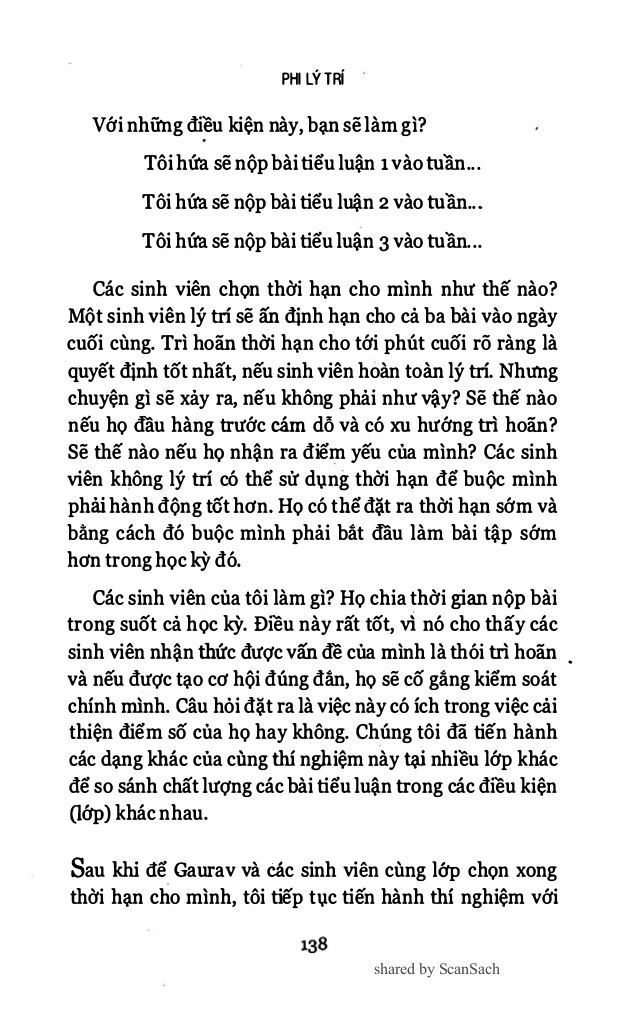 PHI LÝ TRÍ
Với những điều kiện này, bạn sẽ làm gì?
Tôi hứa sẽ nộp bài tiểu luận 1 vào tuần...
Tôi hứa sẽ nộp bài tiểu luận 2 vào tuần...
Tôi hứa sẽ nộp bài tiểu luận 3 vào tuần...
Các sinh viên chọn thời hạn cho mình như thế nào?
Một sinh viên lý trí sẽ ấn định hạn cho cả ba bài vào ngày
cuối cùng. Trì hoãn thời hạn cho tới phút cuối rõ ràng là
quyết định tốt nhất, nếu sinh viên hoàn toàn lý trí. Nhưng
chuyện gì sẽ xảy ra, nếu không phải như vậy? Sẽ thế nào
nếu họ đầu hàng trước cám dỗ và có xu hướng trì hoãn?
Sẽ thế nào nếu họ nhận ra điểm yếu của mình? Các sinh
viên không lý trí có thể sử dụng thời hạn để buộc mình
phải hành động tốt hơn. Họ có thể đặt ra thời hạn sớm và
bằng cách đó buộc mình phải bắt đầu làm bài tập sớm
hơn trong học kỳ đó.
Các sinh viên của tôi làm gì? Họ chia thời gian nộp bài
trong suốt cả học kỳ. Điều này rất tốt, vì nó cho thấy các
sinh viên nhận thức được vấn đề của mình là thói trì hoãn
và nếu được tạo cơ hội đúng đắn, họ sẽ cố gắng kiểm soát
chính mình. Câu hỏi đặt ra là việc này có ích trong việc cải
thiện điểm số của họ hay không. Chúng tôi đã tiến hành
các dạng khác của cùng thí nghiệm này tại nhiều lớp khác
để so sánh chất lượng các bài tiểu luận trong các điều kiện
(lớp) khác nhau.
Sau khi để Gaurav và các sinh viên cùng lớp chọn xong
thời hạn cho mình, tôi tiếp tục tiến hành thí nghiệm với
138
shared by ScanSach